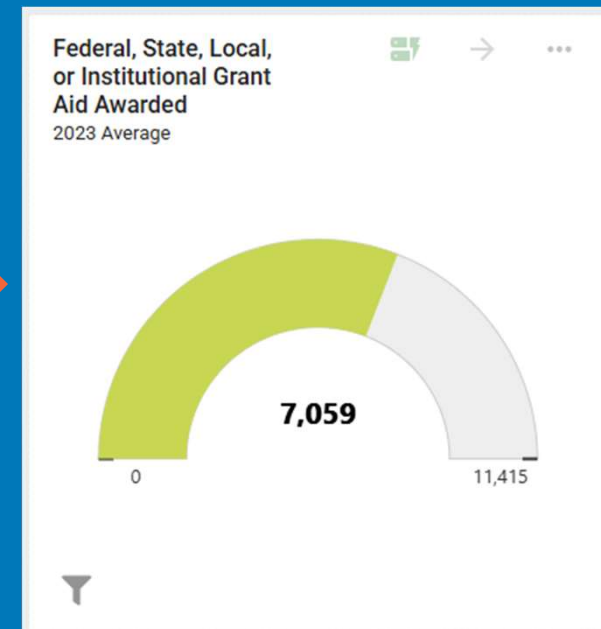 Federal, State, Local,
or Institutional Grant
Aid Awarded
2023 Average
7,059
0
11,415